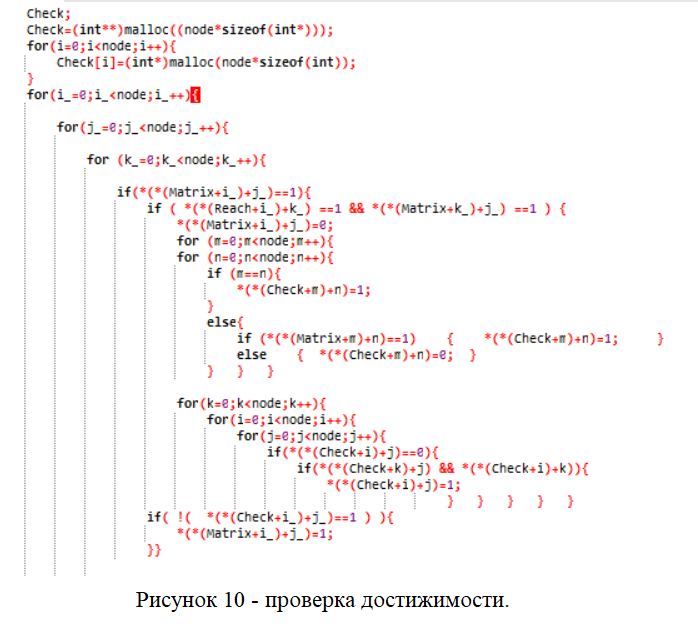 Check;
Check=(int**)malloc((node*sizeof(int*)));
for(i=0;i<node;i++){
Check[i]=(int*)malloc(node*sizeof(int));
}
for(i_=0;i_<node;i_++){
for(j_=0;j_<node;j_++){
for (k_=0;k_<node;k_++){
if(*(*(Matrix+i_)+j_)==1){
if ( *(*(Reach+i_)+k_) ==1 && *(*(Matrix+k_)+j_) ==1 ) {
*(*(Matrix+i_)+j_)=0;
for (m=0;m<node;m++){
for (n=0;n<node;n++){
if (m==n){
*(*(Check+m)+n)=1;
}
else{
if (*(*(Matrix+m)+n)==1) { *(*(Check+m)+n)=1; }
else { *(*(Check+m)+n)=0; }
} } }
for(k=0;k<node;k++){
for(i=0;i<node;i++){
for(j=0;j<node;j++){
if(*(*(Check+i)+j)==0){
if(*(*(Check+k)+j) && *(*(Check+i)+k)){
*(*(Check+i)+j)=1;
} } } } }
if( !( *(*(Check+i_)+j_)==1 ) ){
*(*(Matrix+i_)+j_)=1;
}}
Рисунок 10 - проверка достижимости.